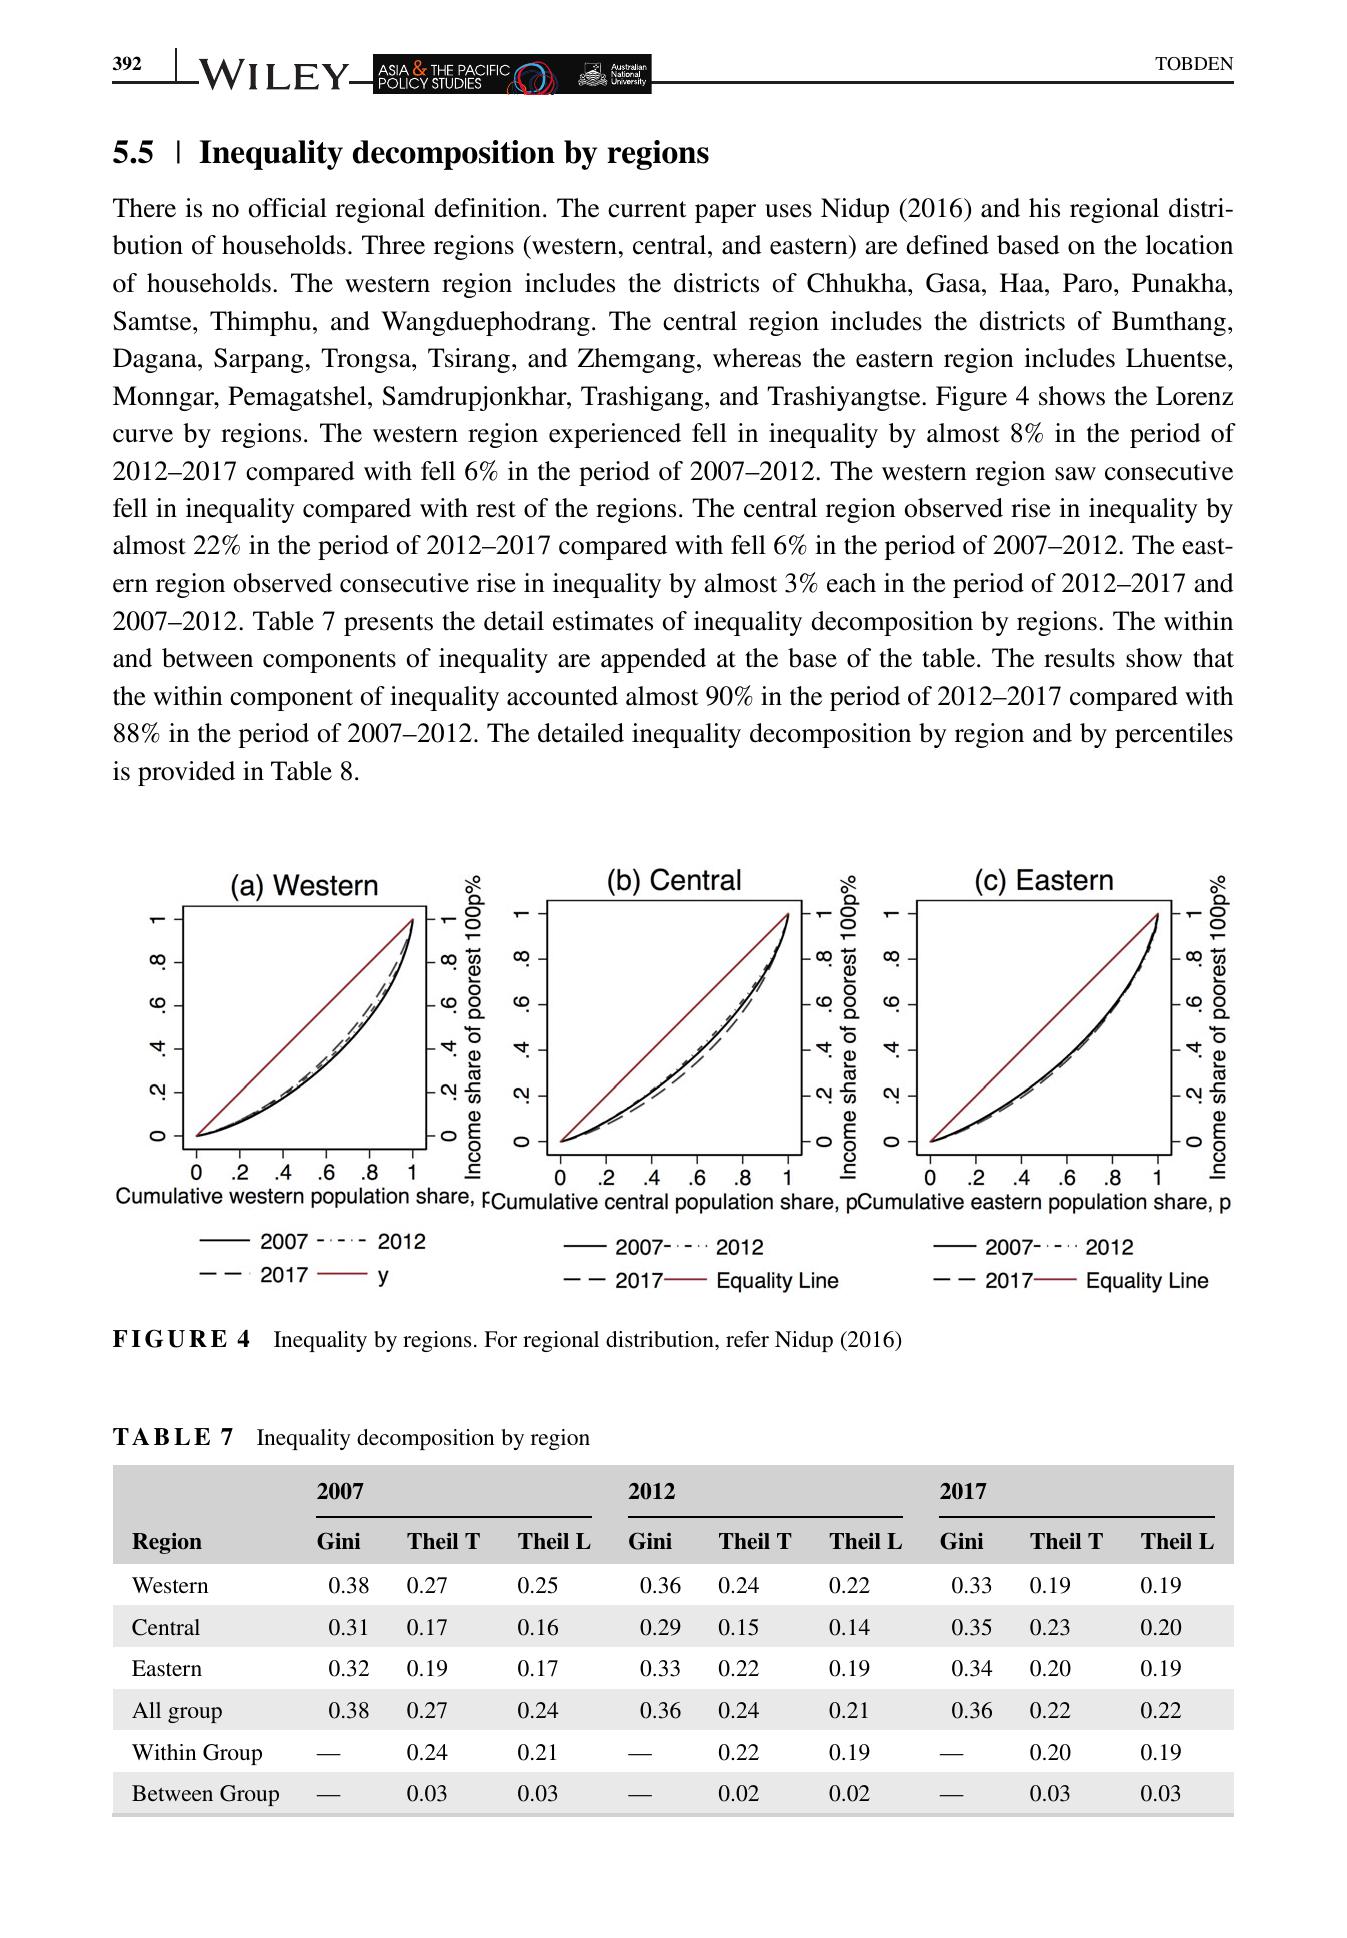 392
WILEY
ASIA & THE PACIFIC
POLICY STUDIES
Australian
National
University
TOBDEN
5.5 | Inequality decomposition by regions
There is no official regional definition. The current paper uses Nidup (2016) and his regional distri-
bution of households. Three regions (western, central, and eastern) are defined based on the location
of households. The western region includes the districts of Chhukha, Gasa, Haa, Paro, Punakha,
Samtse, Thimphu, and Wangduephodrang. The central region includes the districts of Bumthang,
Dagana, Sarpang, Trongsa, Tsirang, and Zhemgang, whereas the eastern region includes Lhuentse,
Monngar, Pemagatshel, Samdrupjonkhar, Trashigang, and Trashiyangtse. Figure 4 shows the Lorenz
curve by regions. The western region experienced fell in inequality by almost 8% in the period of
2012–2017 compared with fell 6% in the period of 2007–2012. The western region saw consecutive
fell in inequality compared with rest of the regions. The central region observed rise in inequality by
almost 22% in the period of 2012–2017 compared with fell 6% in the period of 2007–2012. The east-
ern region observed consecutive rise in inequality by almost 3% each in the period of 2012–2017 and
2007–2012. Table 7 presents the detail estimates of inequality decomposition by regions. The within
and between components of inequality are appended at the base of the table. The results show that
the within component of inequality accounted almost 90% in the period of 2012–2017 compared with
88% in the period of 2007–2012. The detailed inequality decomposition by region and by percentiles
is provided in Table 8.
(a) Western
0 .2 .4 .6 .8 1
0 .2 .4 .6 .8 1
Income share of poorest 100p%
0 .2 .4 .6 .8 1
Cumulative western population share, p
2007 2012
2017 y
(b) Central
0 .2 .4 .6 .8 1
0 .2 .4 .6 .8 1
Income share of poorest 100p%
0 .2 .4 .6 .8 1
Cumulative central population share, p
2007 2012
2017 Equality Line
(c) Eastern
0 .2 .4 .6 .8 1
0 .2 .4 .6 .8 1
Income share of poorest 100p%
0 .2 .4 .6 .8 1
Cumulative eastern population share, p
2007 2012
2017 Equality Line
FIGURE 4 Inequality by regions. For regional distribution, refer Nidup (2016)
TABLE 7 Inequality decomposition by region
2007 2012 2017
Region Gini Theil T Theil L Gini Theil T Theil L Gini Theil T Theil L
Western 0.38 0.27 0.25 0.36 0.24 0.22 0.33 0.19 0.19
Central 0.31 0.17 0.16 0.29 0.15 0.14 0.35 0.23 0.20
Eastern 0.32 0.19 0.17 0.33 0.22 0.19 0.34 0.20 0.19
All group 0.38 0.27 0.24 0.36 0.24 0.21 0.36 0.22 0.22
Within Group — 0.24 0.21 — 0.22 0.19 — 0.20 0.19
Between Group — 0.03 0.03 — 0.02 0.02 — 0.03 0.03